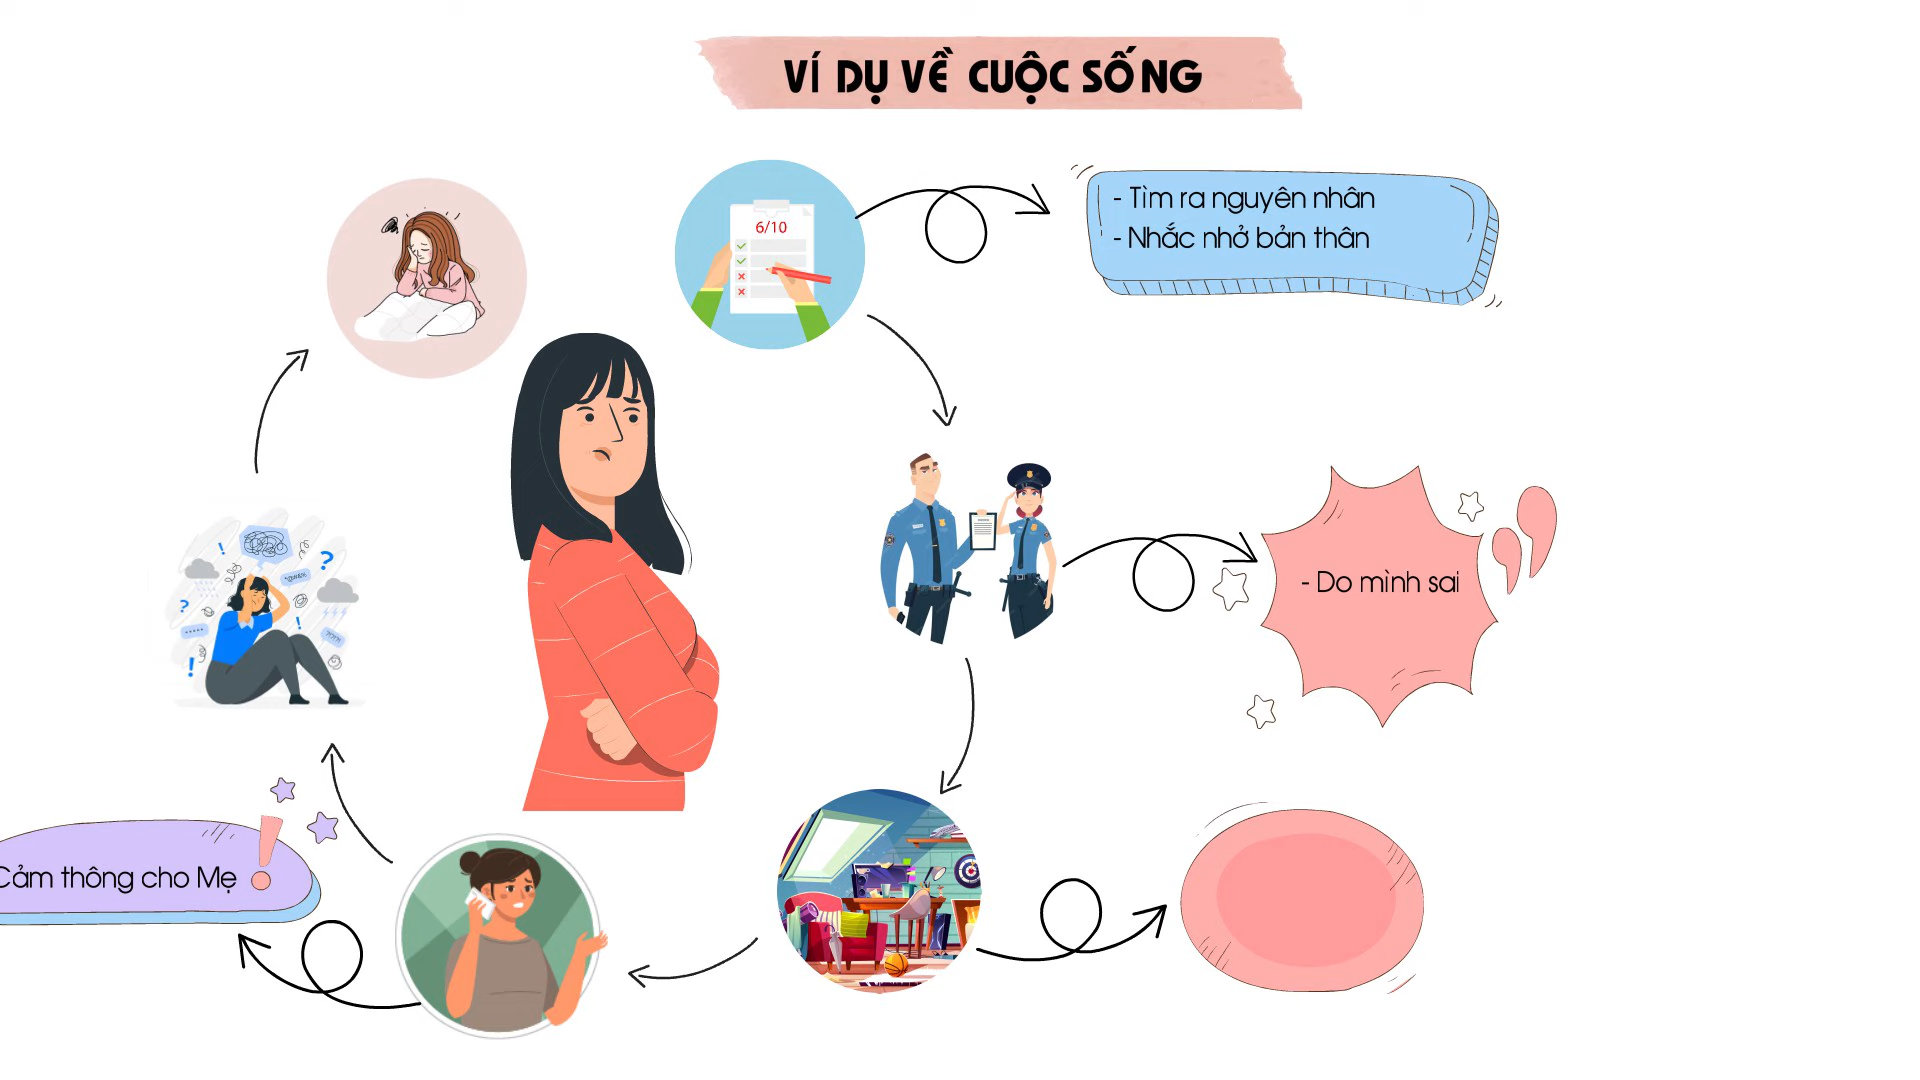 VÍ DỤ VỀ CUỘC SỐNG
6/10
- Tìm ra nguyên nhân
- Nhắc nhở bản thân
- Do mình sai
Cảm thông cho Mẹ